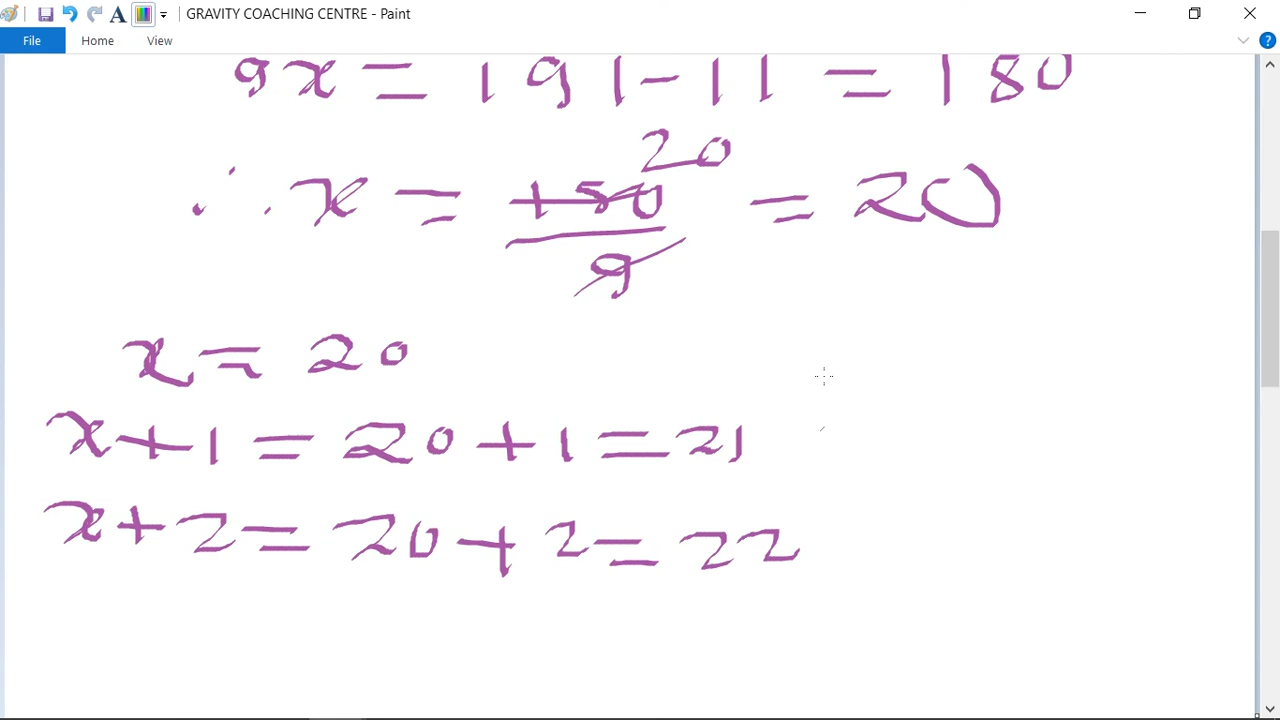 GRAVITY COACHING CENTRE - Paint
File Home View
9x = 191 - 11 = 180
∴ x = 180/9 20 = 20
x = 20
x + 1 = 20 + 1 = 21
x + 2 = 20 + 2 = 22